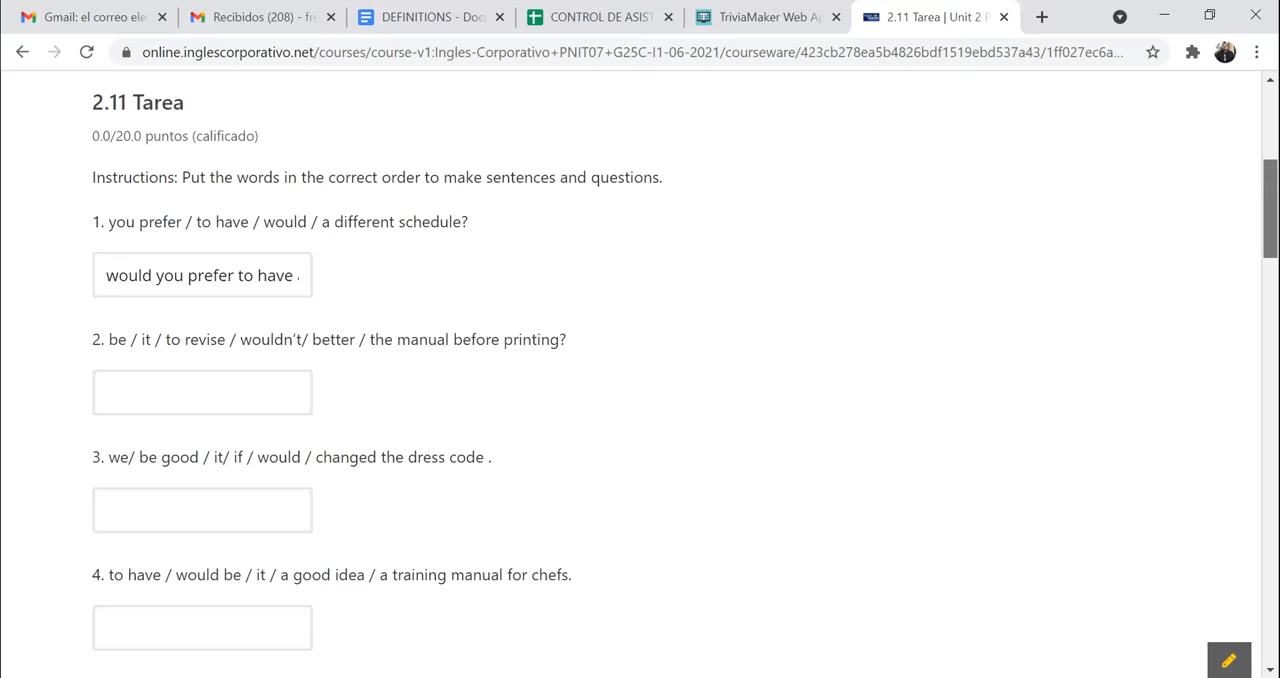 Gmail: el correo ele
Recibidos (208) - fr
DEFINITIONS - Doc
CONTROL DE ASIST
TriviaMaker Web Ap
2.11 Tarea | Unit 2 P
online.inglescorporativo.net/courses/course-v1:Ingles-Corporativo+PNIT07+G25C-I1-06-2021/courseware/423cb278ea5b4826bdf1519ebd537a43/1ff027ec6a...
2.11 Tarea
0.0/20.0 puntos (calificado)
Instructions: Put the words in the correct order to make sentences and questions.
1. you prefer / to have / would / a different schedule?
would you prefer to have
2. be / it / to revise / wouldn't/ better / the manual before printing?
3. we/ be good / it/ if / would / changed the dress code .
4. to have / would be / it / a good idea / a training manual for chefs.